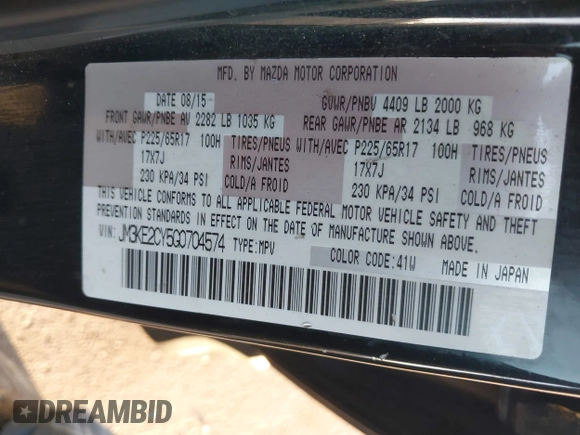 MFD. BY MAZDA MOTOR CORPORATION
DATE 08/15 GVWR/PNBV 4409 LB 2000 KG
FRONT GAWR/PNBE AV 2282 LB 1035 KG REAR GAWR/PNBE AR 2134 LB 968 KG
WITH/AVEC P225/65R17 100H TIRES/PNEUS WITH/AVEC P225/65R17 100H TIRES/PNEUS
17X7J RIMS/JANTES 17X7J RIMS/JANTES
230 KPA/34 PSI COLD/A FROID 230 KPA/34 PSI COLD/A FROID
THIS VEHICLE CONFORMS TO ALL APPLICABLE FEDERAL MOTOR VEHICLE SAFETY AND THEFT
PREVENTION STANDARDS IN EFFECT ON THE DATE OF MANUFACTURE SHOWN ABOVE.
VIN: JM3KE2CY5G0704574 TYPE: MPV COLOR CODE: 41W MADE IN JAPAN
DREAMBID